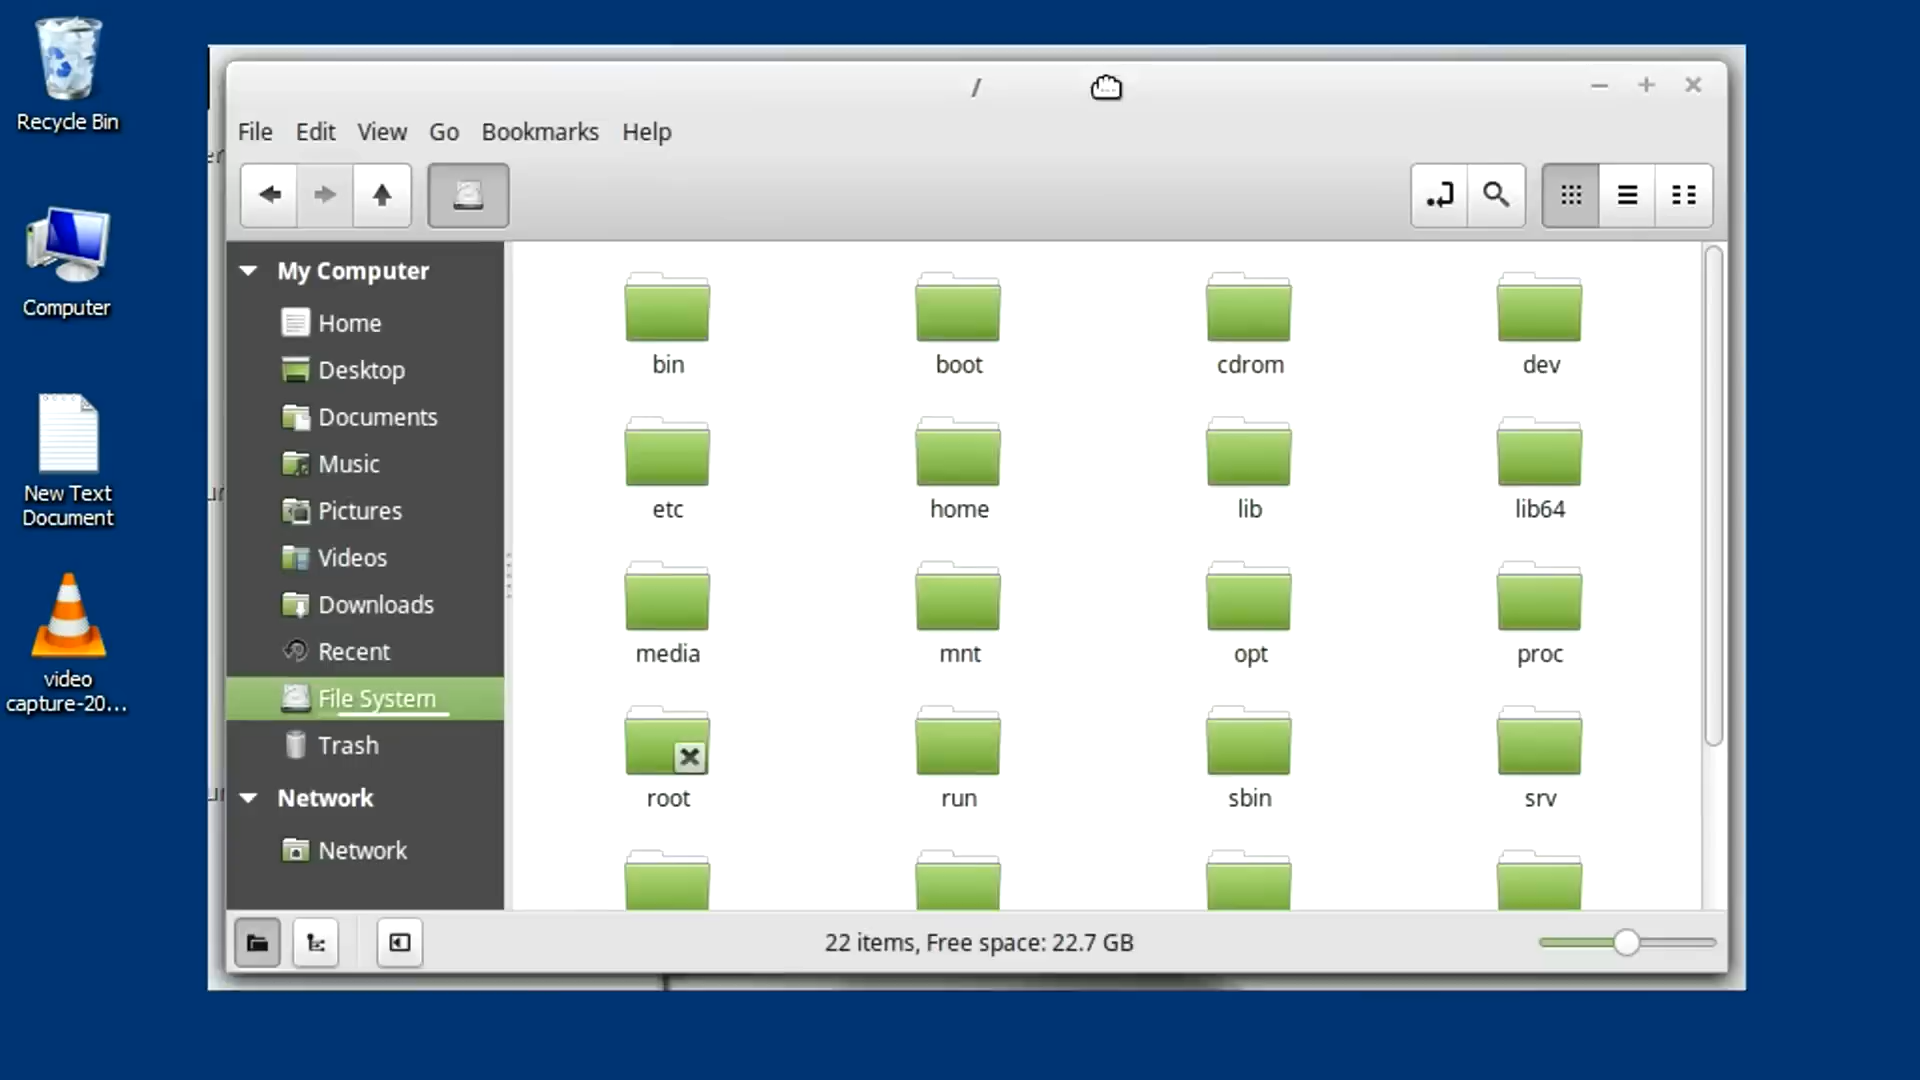 Recycle Bin
Computer
New Text
Document
video
capture-20...
/
File Edit View Go Bookmarks Help
My Computer
Home
Desktop
Documents
Music
Pictures
Videos
Downloads
Recent
File System
Trash
Network
Network
bin boot cdrom dev
etc home lib lib64
media mnt opt proc
root run sbin srv
22 items, Free space: 22.7 GB